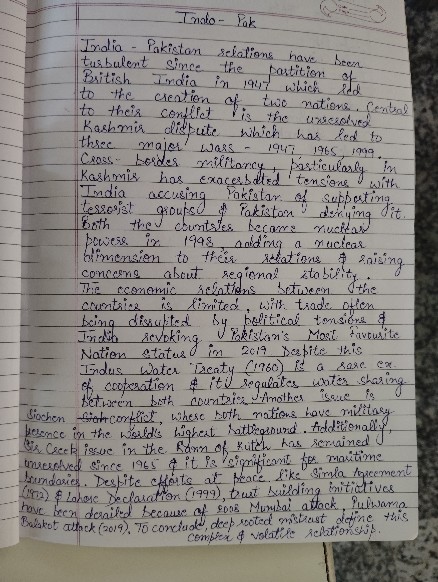 Indo - Pak
India - Pakistan relations have been
turbulent since the partition of
British India in 1947 which led
to the creation of two nations. Central
to their conflict is the unresolved
Kashmir dispute which has led to
three major wars - 1947, 1965, 1999.
Cross-border militancy, particularly in
Kashmir has exacerbated tensions with
India accusing Pakistan of supporting
terrorist groups & Pakistan denying it.
Both the countries became nuclear
powers in 1998, adding a nuclear
dimension to their relations & raising
concerns about regional stability.
The economic relations between the
countries is limited, with trade often
being disrupted by political tensions &
India revoking Pakistan's Most Favourite
Nation status in 2019. Despite this
Indus Water Treaty (1960) is a rare ex
of cooperation & it regulates water sharing
between both countries. Another issue is
Siachen conflict, where both nations have military
presence in the world's highest battleground. Additionally,
Sir Creek issue in the Rann of Kutch has remained
unresolved since 1965 & it is significant for maritime
boundaries. Despite efforts at peace like Simla Agreement
(1972) & Lahore Declaration (1999), trust building initiatives
have been derailed because of 2008 Mumbai attack, Pulwama
Balakot attack (2019). To conclude, deep rooted mistrust define this
complex & volatile relationship.